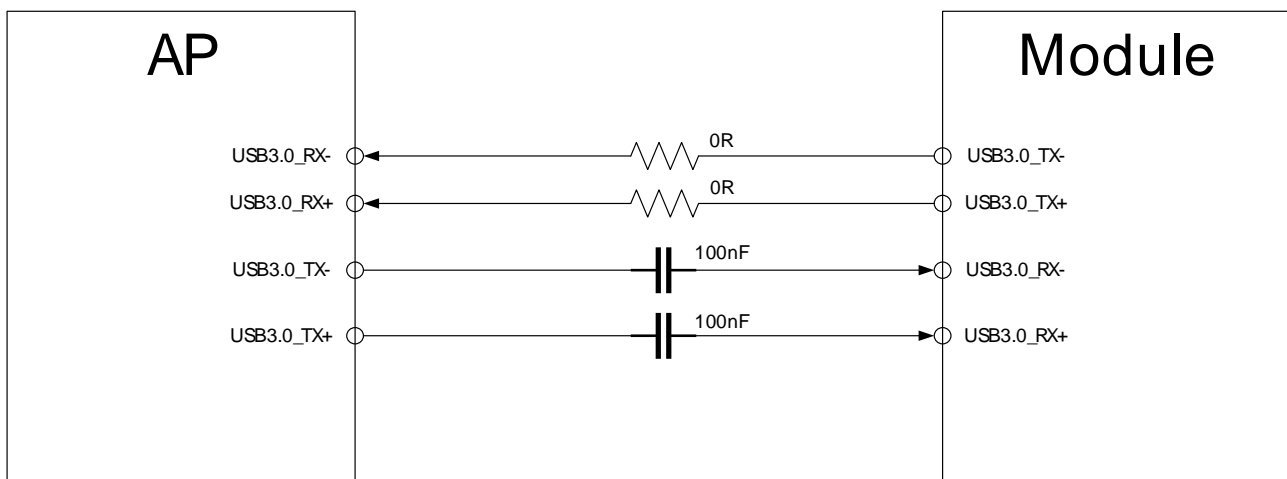 AP
Module
USB3.0_RX- 0R USB3.0_TX-
USB3.0_RX+ 0R USB3.0_TX+
USB3.0_TX- 100nF USB3.0_RX-
USB3.0_TX+ 100nF USB3.0_RX+